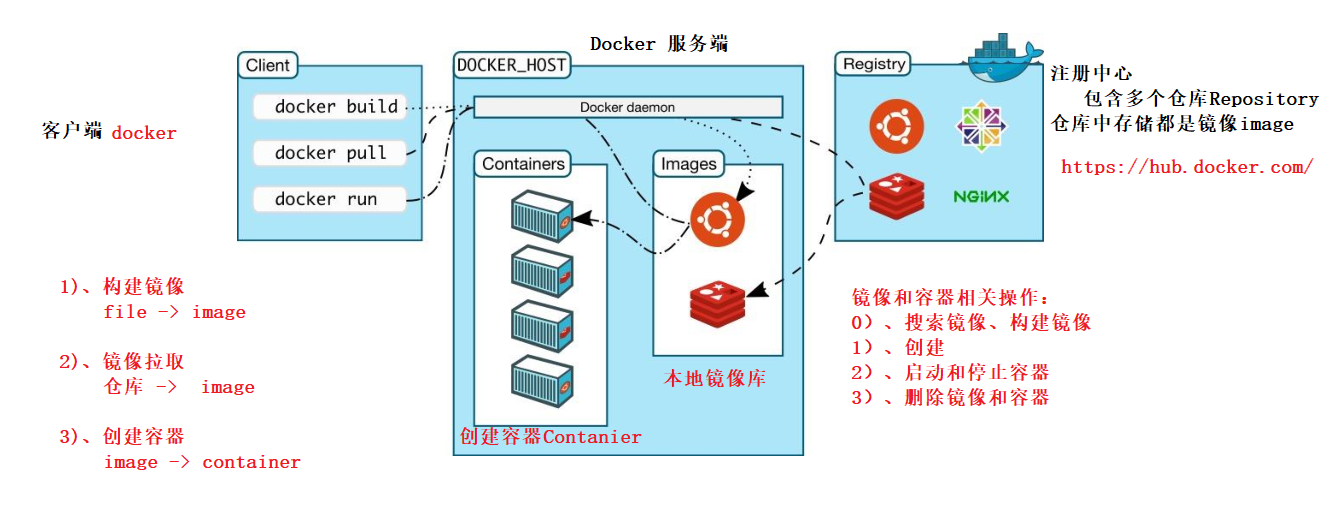 Docker 服务端
Client
docker build
docker pull
docker run
客户端 docker
DOCKER_HOST
Docker daemon
Containers
Images
Registry
NGINX
注册中心
包含多个仓库Repository
仓库中存储都是镜像image
https://hub.docker.com/
1)、构建镜像
file -> image
2)、镜像拉取
仓库 -> image
3)、创建容器
image -> container
创建容器Contanier
本地镜像库
镜像和容器相关操作：
0）、搜索镜像、构建镜像
1）、创建
2）、启动和停止容器
3）、删除镜像和容器